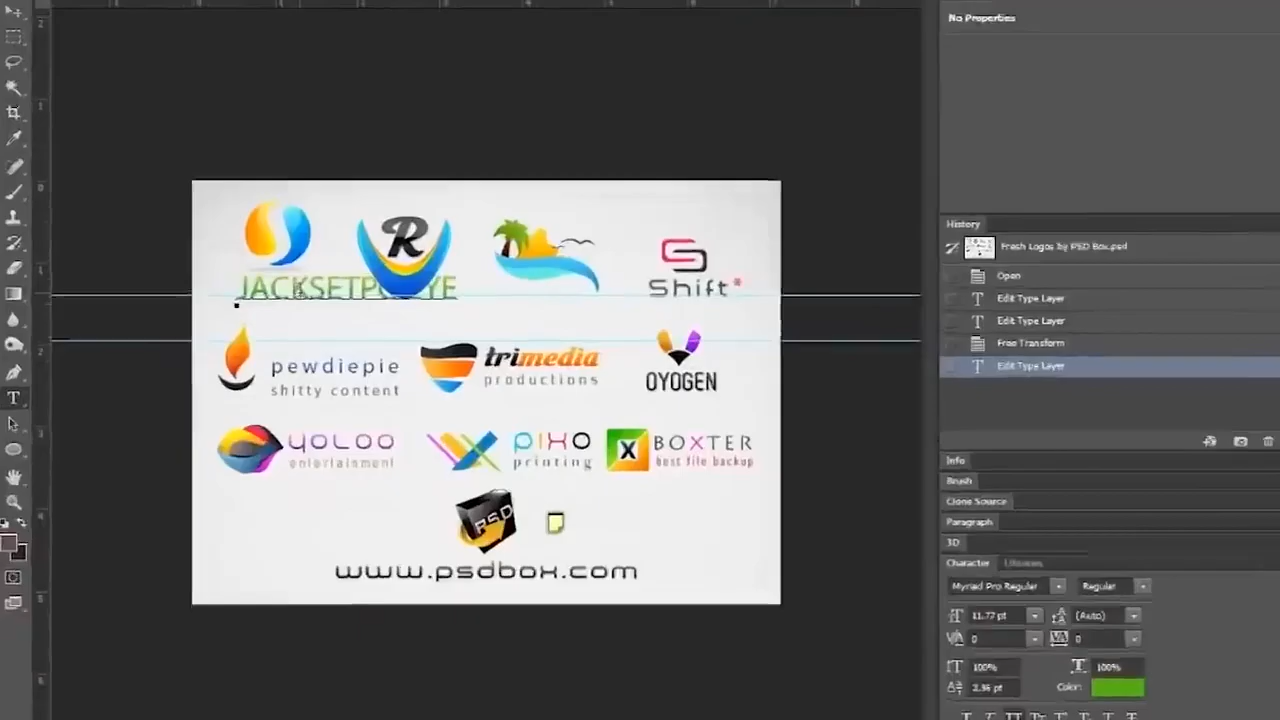 No Properties
History
Fresh Logos by PSD Box.psd
Open
Edit Type Layer
Edit Type Layer
Free Transform
Edit Type Layer
R
Shift
pewdiepie
shitty content
trimedia
productions
OYOGEN
yoloo
entertainment
pixo
printing
X
BOXTER
best file backup
PSD
www.psdbox.com
Info
Brush
Clone Source
Paragraph
3D
Character
Myriad Pro Regular
Regular
11.77 pt
(Auto)
0
0
100%
100%
2.36 pt
Color: